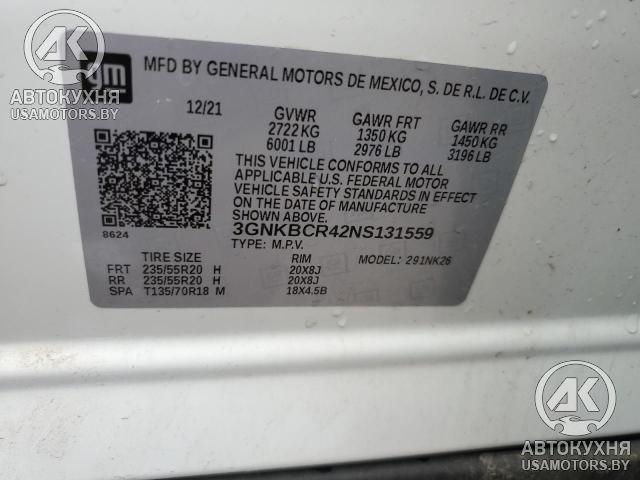 gm
MFD BY GENERAL MOTORS DE MEXICO, S. DE R.L. DE C.V.
12/21 GVWR GAWR FRT GAWR RR
2722 KG 1350 KG 1450 KG
6001 LB 2976 LB 3196 LB
THIS VEHICLE CONFORMS TO ALL
APPLICABLE U.S. FEDERAL MOTOR
VEHICLE SAFETY STANDARDS IN EFFECT
ON THE DATE OF MANUFACTURE
SHOWN ABOVE
3GNKBCR42NS131559
8624
TYPE: M.P.V. MODEL: 291NK26
TIRE SIZE RIM
FRT 235/55R20 H 20X8J
RR 235/55R20 H 20X8J
SPA T135/70R18 M 18X4.5B
АК
АВТОКУХНЯ
USAMOTORS.BY
АК
АВТОКУХНЯ
USAMOTORS.BY